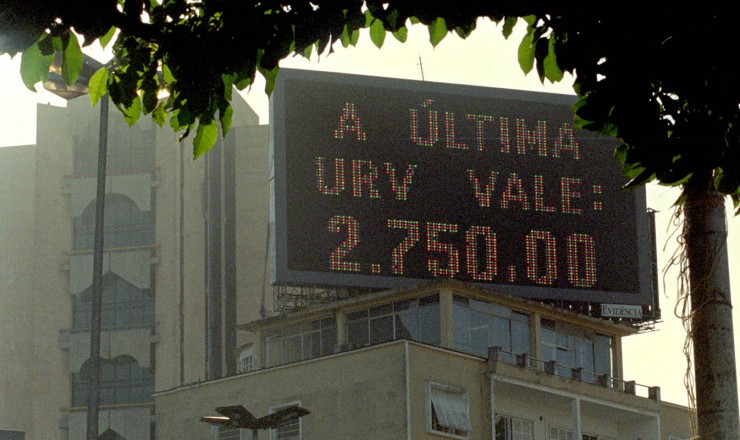 A ÚLTIMA
URV VALE:
2.750,00
EVIDÊNCIA